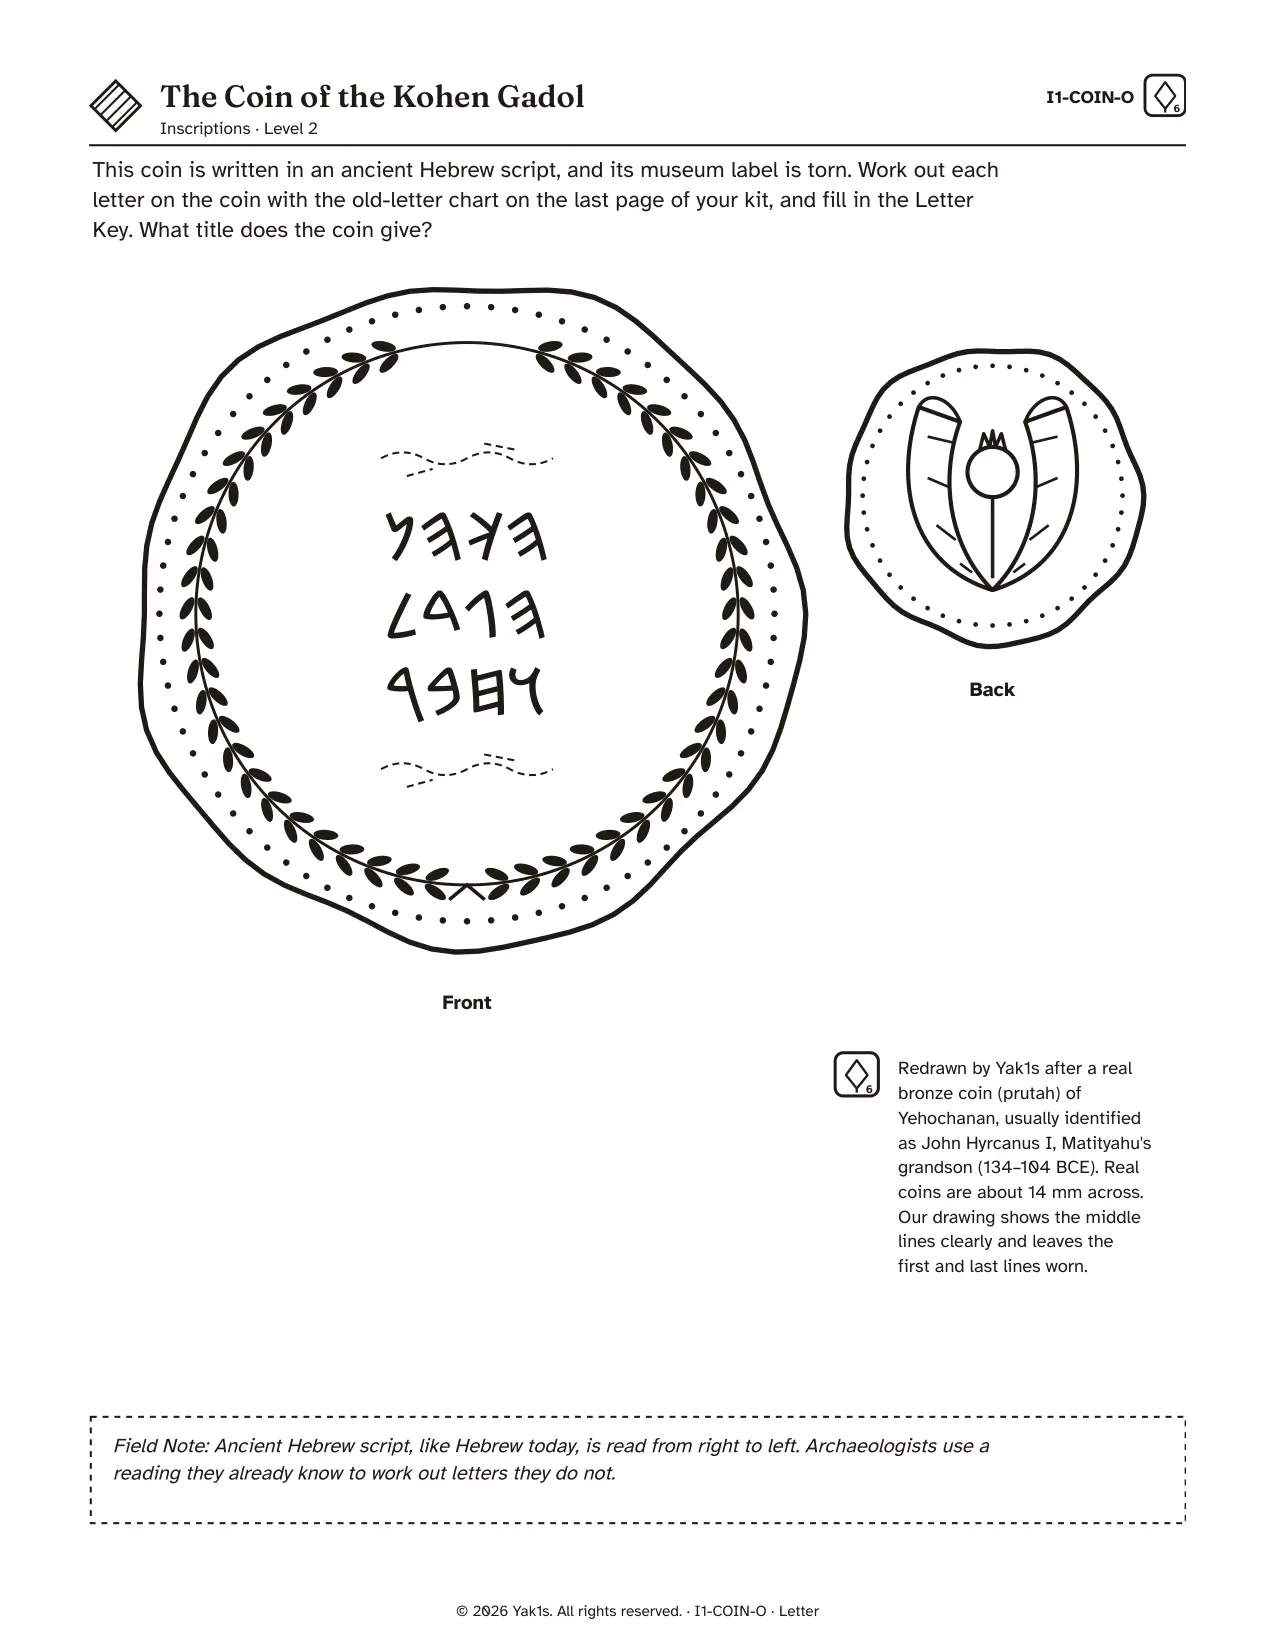 The Coin of the Kohen Gadol
Inscriptions · Level 2
I1-COIN-O
6
This coin is written in an ancient Hebrew script, and its museum label is torn. Work out each
letter on the coin with the old-letter chart on the last page of your kit, and fill in the Letter
Key. What title does the coin give?
𐤄𐤊𐤄𐤍
𐤄𐤂𐤃𐤋
𐤅𐤇𐤁𐤓
Front
Back
6
Redrawn by Yak1s after a real
bronze coin (prutah) of
Yehochanan, usually identified
as John Hyrcanus I, Matityahu's
grandson (134–104 BCE). Real
coins are about 14 mm across.
Our drawing shows the middle
lines clearly and leaves the
first and last lines worn.
Field Note: Ancient Hebrew script, like Hebrew today, is read from right to left. Archaeologists use a
reading they already know to work out letters they do not.
© 2026 Yak1s. All rights reserved. · I1-COIN-O · Letter